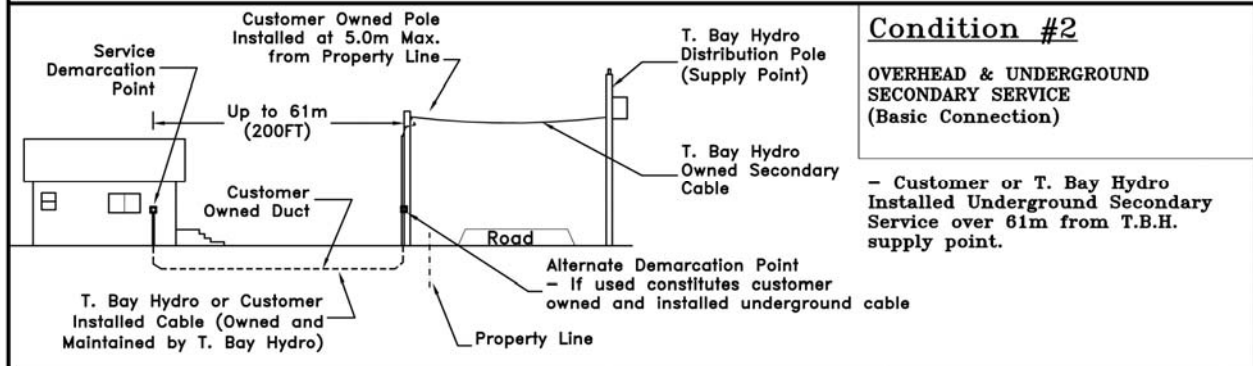 Customer Owned Pole
Installed at 5.0m Max.
from Property Line
Service
Demarcation
Point
Up to 61m
(200FT)
T. Bay Hydro
Distribution Pole
(Supply Point)
T. Bay Hydro
Owned Secondary
Cable
Customer
Owned Duct
Road
Alternate Demarcation Point
- If used constitutes customer
owned and installed underground cable
T. Bay Hydro or Customer
Installed Cable (Owned and
Maintained by T. Bay Hydro)
Property Line
Condition #2
OVERHEAD & UNDERGROUND
SECONDARY SERVICE
(Basic Connection)
- Customer or T. Bay Hydro
Installed Underground Secondary
Service over 61m from T.B.H.
supply point.